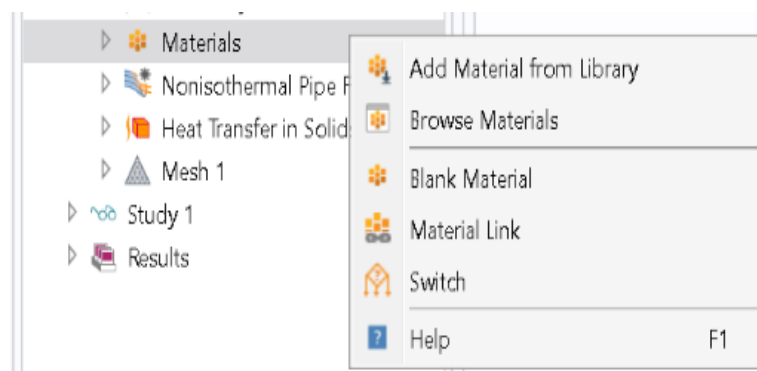 Materials
Nonisothermal Pipe F
Heat Transfer in Solids
Mesh 1
Study 1
Results
Add Material from Library
Browse Materials
Blank Material
Material Link
Switch
Help F1